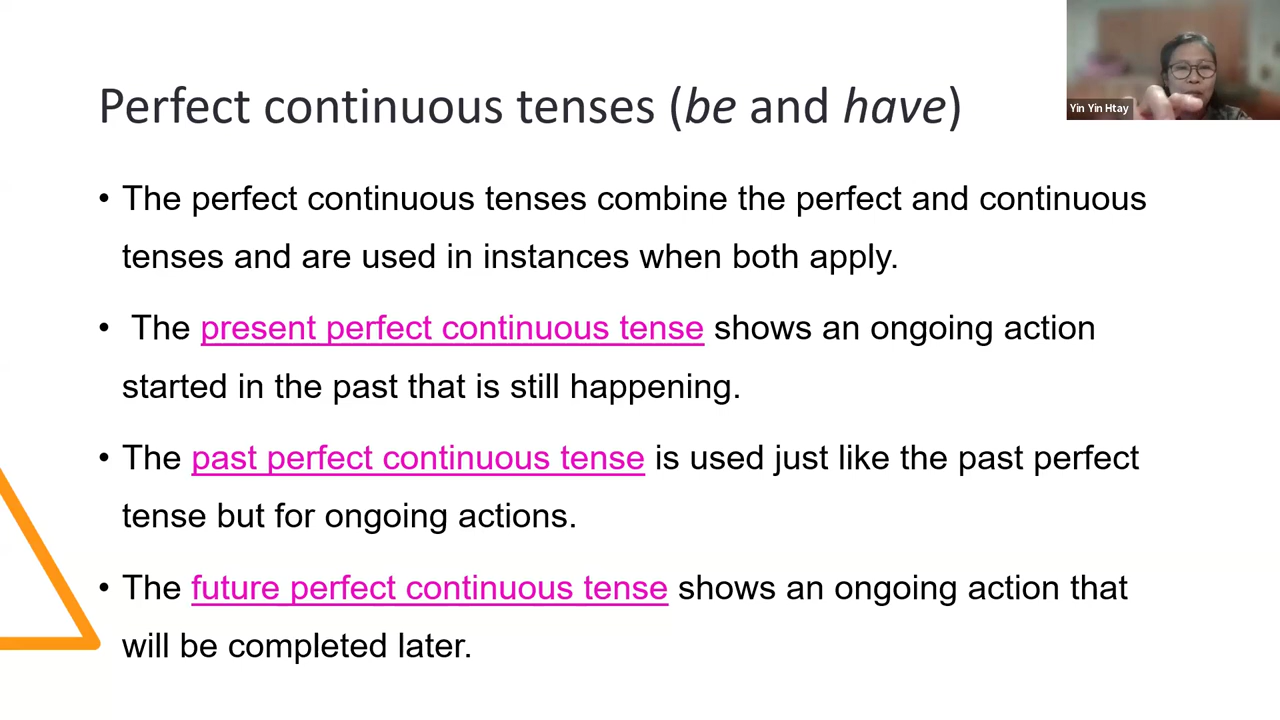 Perfect continuous tenses (be and have)
Yin Yin Htay
• The perfect continuous tenses combine the perfect and continuous
tenses and are used in instances when both apply.
• The present perfect continuous tense shows an ongoing action
started in the past that is still happening.
• The past perfect continuous tense is used just like the past perfect
tense but for ongoing actions.
• The future perfect continuous tense shows an ongoing action that
will be completed later.